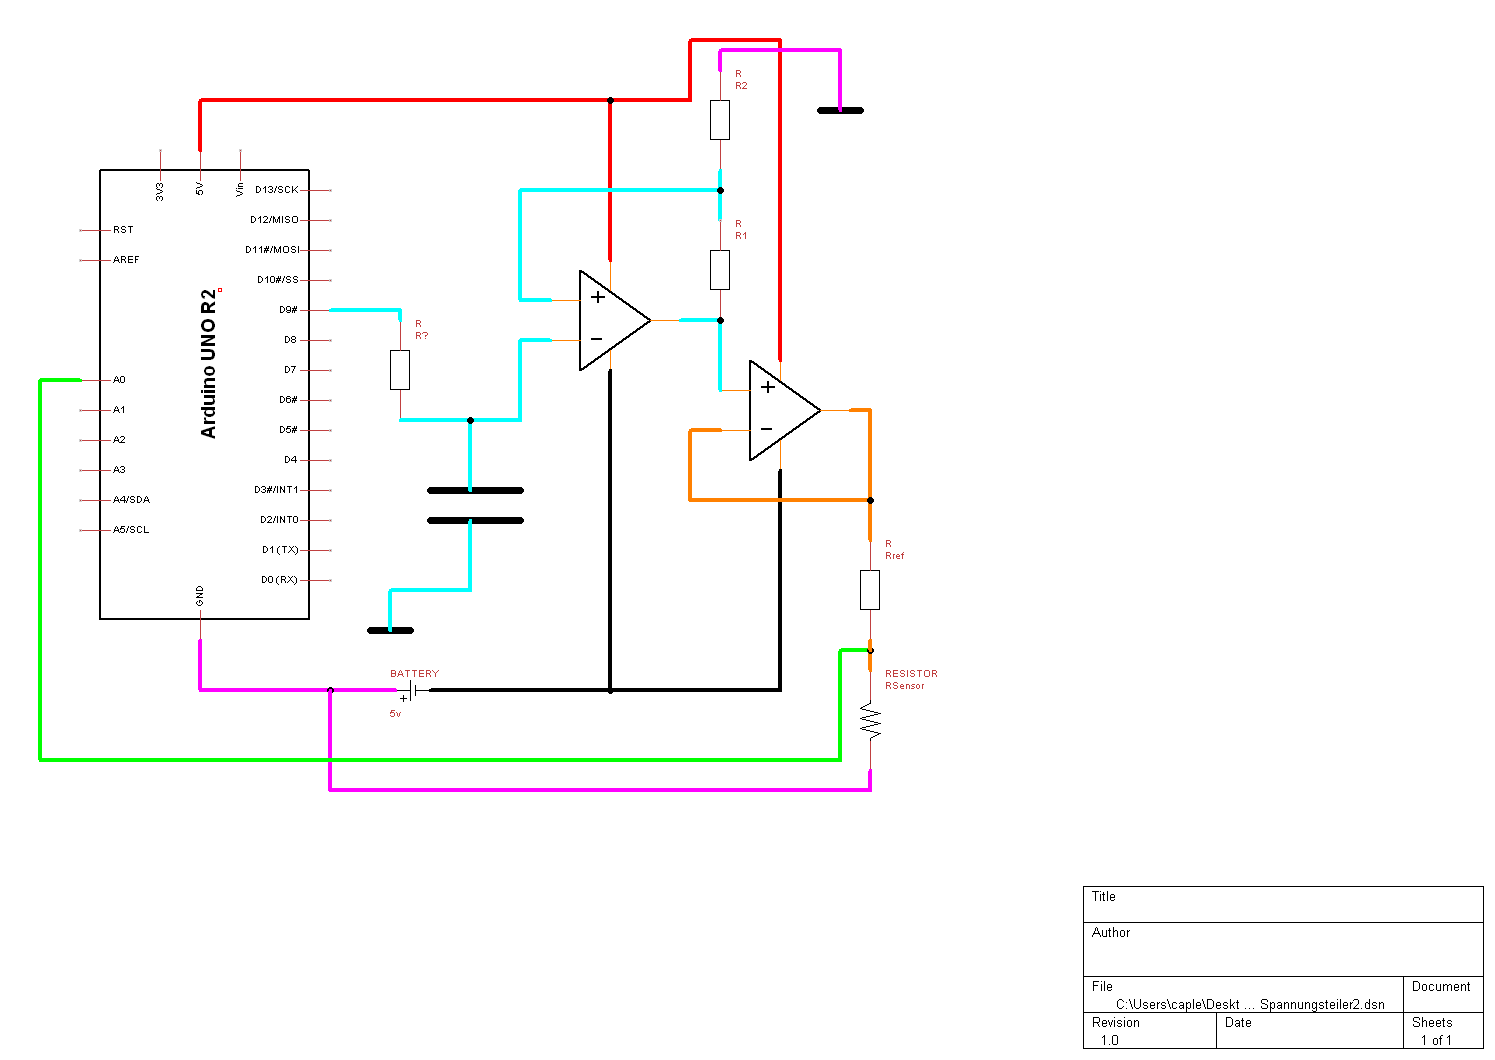 R
R2
3V3
5V
Vin
D13/SCK
D12/MISO
D11#/MOSI
D10#/SS
D9#
D8
D7
D6#
D5#
D4
D3#/INT1
D2/INT0
D1(TX)
D0(RX)
RST
AREF
A0
A1
A2
A3
A4/SDA
A5/SCL
GND
Arduino UNO R2
R
R?
R
R1
+
−
+
−
R
Rref
BATTERY
+
5v
RESISTOR
RSensor
Title
Author
File
C:\Users\caple\Deskt ... Spannungsteiler2.dsn
Document
Revision
1.0
Date
Sheets
1 of 1